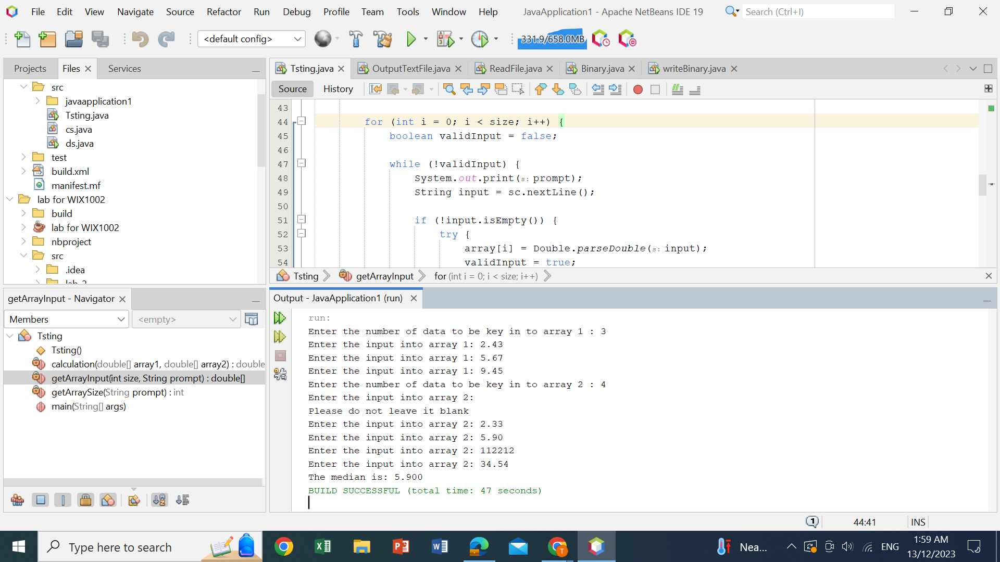 File Edit View Navigate Source Refactor Run Debug Profile Team Tools Window Help JavaApplication1 - Apache NetBeans IDE 19 Search (Ctrl+I)
<default config> 331.9/658.0MB
Projects Files Services
src
javaapplication1
Tsting.java
cs.java
ds.java
test
build.xml
manifest.mf
lab for WIX1002
build
lab for WIX1002
nbproject
src
.idea
lab 2
Tsting.java OutputTextFile.java ReadFile.java Binary.java writeBinary.java
Source History
43
44 for (int i = 0; i < size; i++) {
45 boolean validInput = false;
46
47 while (!validInput) {
48 System.out.print(s: prompt);
49 String input = sc.nextLine();
50
51 if (!input.isEmpty()) {
52 try {
53 array[i] = Double.parseDouble(s: input);
54 validInput = true;
Tsting getArrayInput for (int i = 0; i < size; i++)
getArrayInput - Navigator
Members <empty>
Tsting
Tsting()
calculation(double[] array1, double[] array2) : double
getArrayInput(int size, String prompt) : double[]
getArraySize(String prompt) : int
main(String[] args)
Output - JavaApplication1 (run)
run:
Enter the number of data to be key in to array 1 : 3
Enter the input into array 1: 2.43
Enter the input into array 1: 5.67
Enter the input into array 1: 9.45
Enter the number of data to be key in to array 2 : 4
Enter the input into array 2:
Please do not leave it blank
Enter the input into array 2: 2.33
Enter the input into array 2: 5.90
Enter the input into array 2: 112212
Enter the input into array 2: 34.54
The median is: 5.900
BUILD SUCCESSFUL (total time: 47 seconds)
1 44:41 INS
Type here to search
Nea... ENG
1:59 AM
13/12/2023